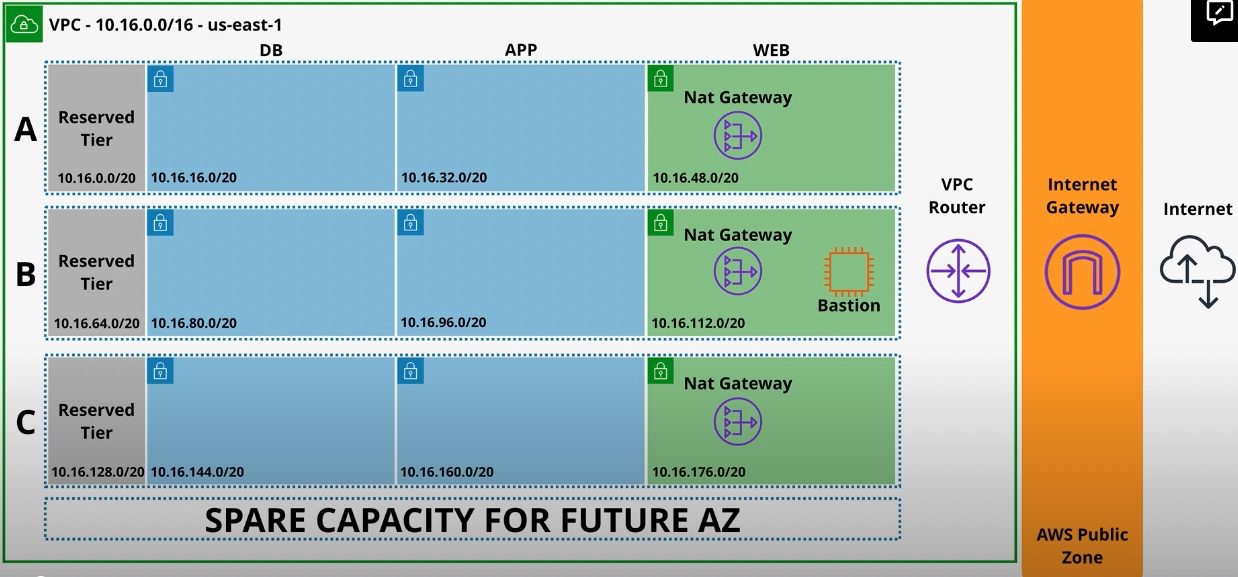 VPC - 10.16.0.0/16 - us-east-1
DB
APP
WEB
A
Reserved
Tier
10.16.0.0/20
10.16.16.0/20
10.16.32.0/20
Nat Gateway
10.16.48.0/20
B
Reserved
Tier
10.16.64.0/20
10.16.80.0/20
10.16.96.0/20
Nat Gateway
Bastion
10.16.112.0/20
C
Reserved
Tier
10.16.128.0/20
10.16.144.0/20
10.16.160.0/20
Nat Gateway
10.16.176.0/20
SPARE CAPACITY FOR FUTURE AZ
VPC
Router
Internet
Gateway
AWS Public
Zone
Internet